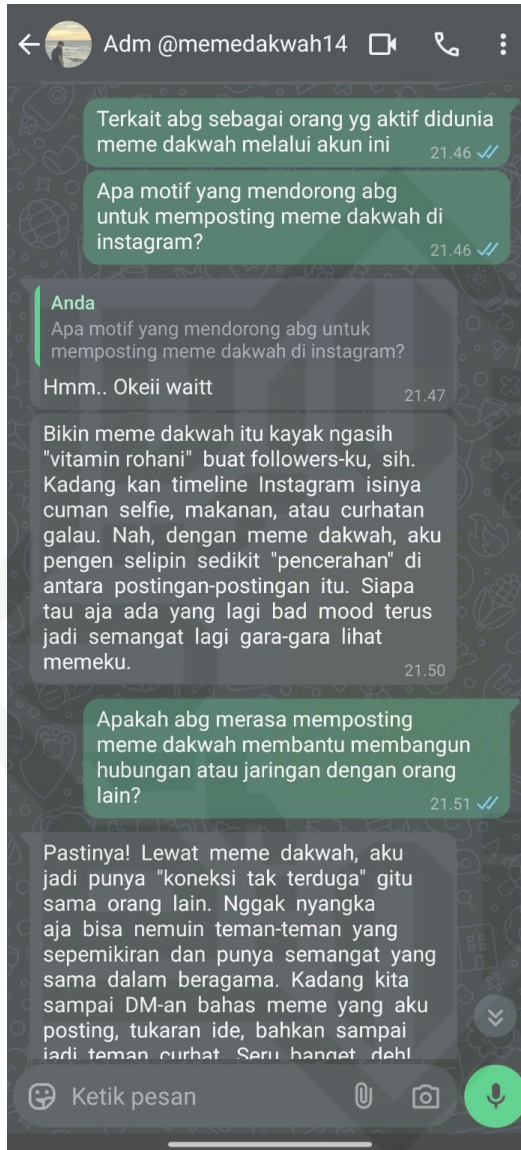 Adm @memedakwah14
Terkait abg sebagai orang yg aktif didunia
meme dakwah melalui akun ini
21.46
Apa motif yang mendorong abg
untuk memposting meme dakwah di
instagram?
21.46
Anda
Apa motif yang mendorong abg untuk
memposting meme dakwah di instagram?
Hmm.. Okeii waitt
21.47
Bikin meme dakwah itu kayak ngasih
"vitamin rohani" buat followers-ku, sih.
Kadang kan timeline Instagram isinya
cuman selfie, makanan, atau curhatan
galau. Nah, dengan meme dakwah, aku
pengen selipin sedikit "pencerahan" di
antara postingan-postingan itu. Siapa
tau aja ada yang lagi bad mood terus
jadi semangat lagi gara-gara lihat
memeku.
21.50
Apakah abg merasa memposting
meme dakwah membantu membangun
hubungan atau jaringan dengan orang
lain?
21.51
Pastinya! Lewat meme dakwah, aku
jadi punya "koneksi tak terduga" gitu
sama orang lain. Nggak nyangka
aja bisa nemuin teman-teman yang
sepemikiran dan punya semangat yang
sama dalam beragama. Kadang kita
sampai DM-an bahas meme yang aku
posting, tukaran ide, bahkan sampai
jadi teman curhat. Seru banget, deh!
Ketik pesan